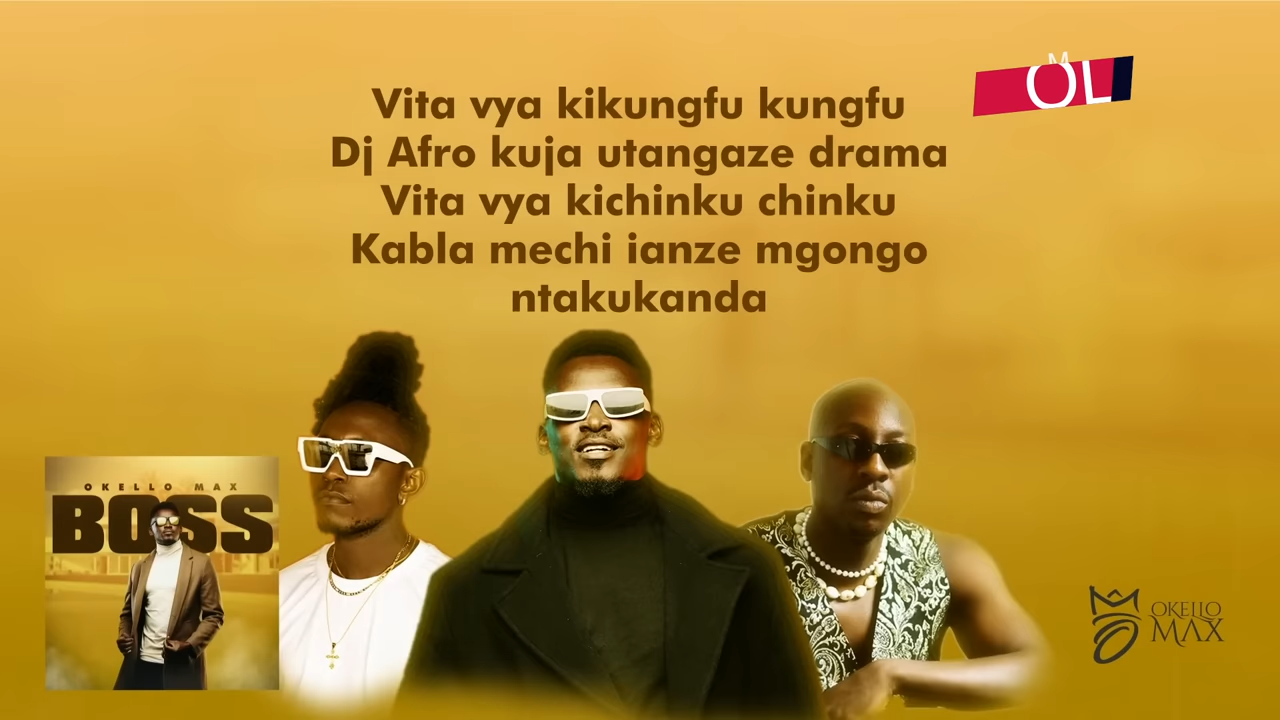 Vita vya kikungfu kungfu
Dj Afro kuja utangaze drama
Vita vya kichinku chinku
Kabla mechi ianze mgongo
ntakukanda
M
OL
OKELLO MAX
BOSS
OKELLO
MAX